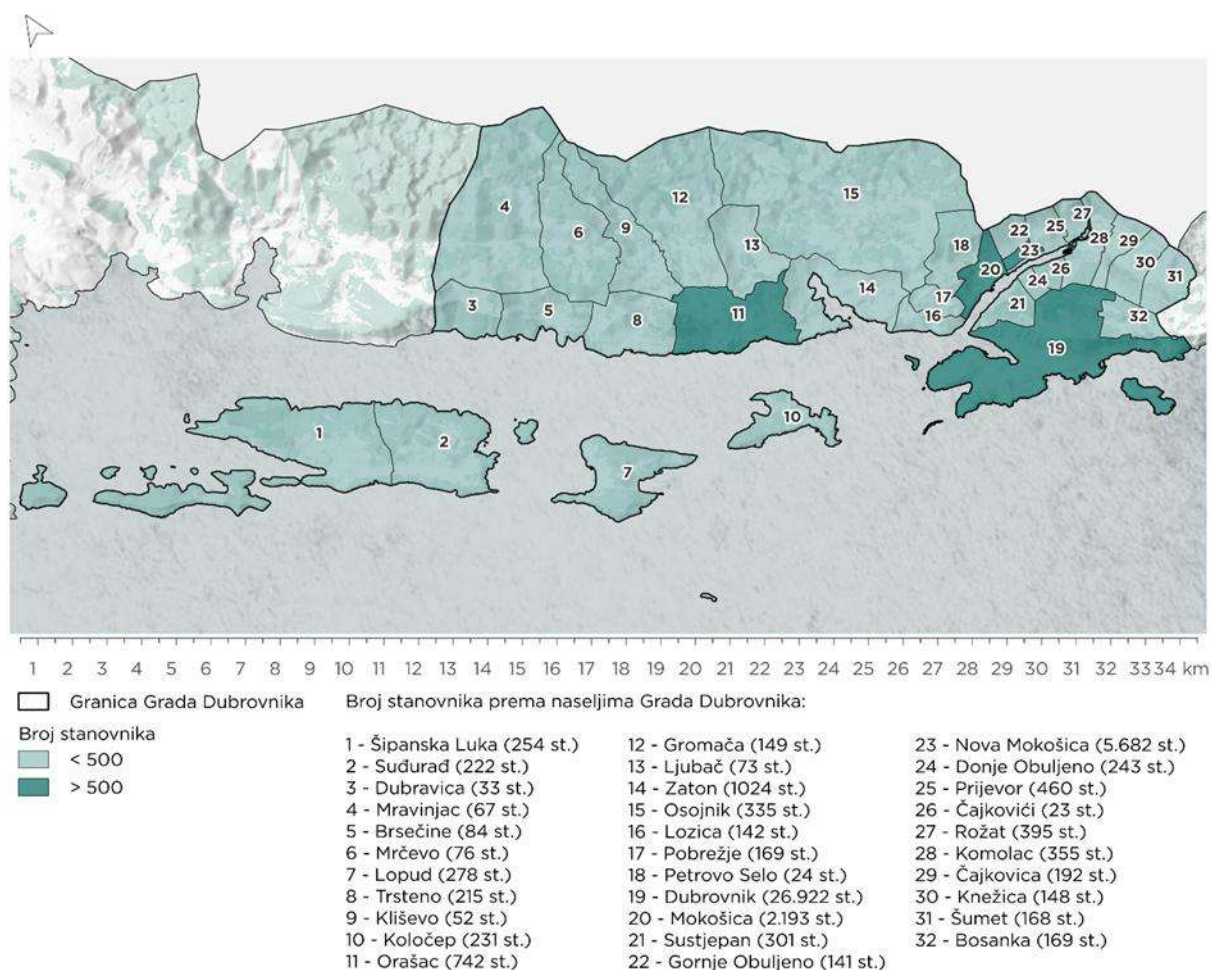 4
6
9
12
13
15
18
3
5
8
11
14
17
16
20
22
23
25
27
28
29
30
31
24
26
21
32
19
1
2
7
10
1 2 3 4 5 6 7 8 9 10 11 12 13 14 15 16 17 18 19 20 21 22 23 24 25 26 27 28 29 30 31 32 33 34 km
Granica Grada Dubrovnika
Broj stanovnika
< 500
> 500
Broj stanovnika prema naseljima Grada Dubrovnika:
1 - Šipanska Luka (254 st.)
2 - Suđurađ (222 st.)
3 - Dubravica (33 st.)
4 - Mravinjac (67 st.)
5 - Brsečine (84 st.)
6 - Mrčevo (76 st.)
7 - Lopud (278 st.)
8 - Trsteno (215 st.)
9 - Kliševo (52 st.)
10 - Koločep (231 st.)
11 - Orašac (742 st.)
12 - Gromača (149 st.)
13 - Ljubač (73 st.)
14 - Zaton (1024 st.)
15 - Osojnik (335 st.)
16 - Lozica (142 st.)
17 - Pobrežje (169 st.)
18 - Petrovo Selo (24 st.)
19 - Dubrovnik (26.922 st.)
20 - Mokošica (2.193 st.)
21 - Sustjepan (301 st.)
22 - Gornje Obuljeno (141 st.)
23 - Nova Mokošica (5.682 st.)
24 - Donje Obuljeno (243 st.)
25 - Prijevor (460 st.)
26 - Čajkovići (23 st.)
27 - Rožat (395 st.)
28 - Komolac (355 st.)
29 - Čajkovica (192 st.)
30 - Knežica (148 st.)
31 - Šumet (168 st.)
32 - Bosanka (169 st.)